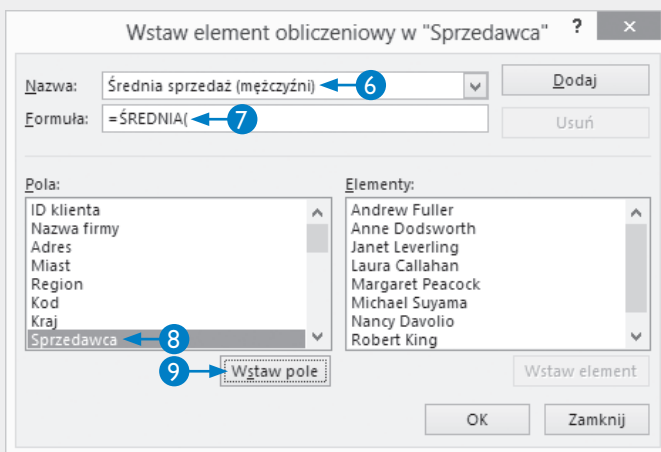 Wstaw element obliczeniowy w "Sprzedawca" ? ×
Nazwa: Średnia sprzedaż (mężczyźni) 6 Dodaj
Formuła: =ŚREDNIA( 7 Usuń
Pola:
ID klienta
Nazwa firmy
Adres
Miast
Region
Kod
Kraj
Sprzedawca 8
9 Wstaw pole
Elementy:
Andrew Fuller
Anne Dodsworth
Janet Leverling
Laura Callahan
Margaret Peacock
Michael Suyama
Nancy Davolio
Robert King
Wstaw element
OK Zamknij